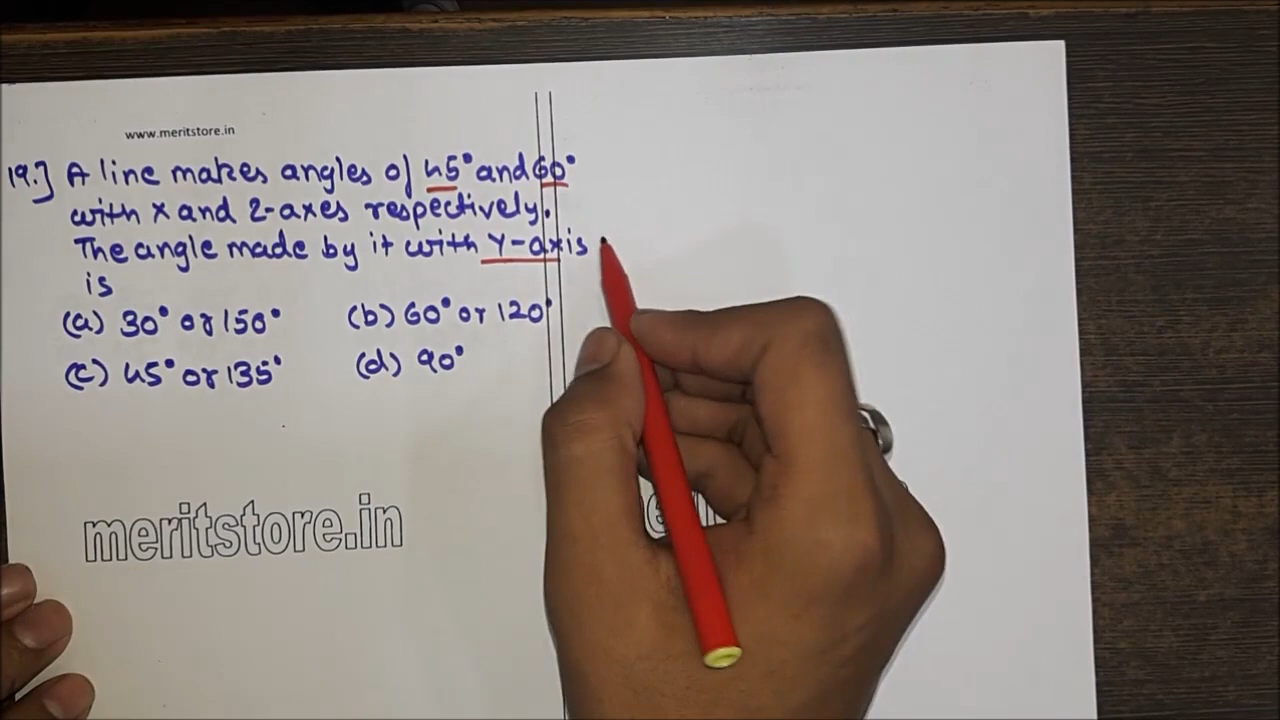 www.meritstore.in
19.] A line makes angles of 45° and 60°
with x and z-axes respectively.
The angle made by it with Y-axis
is
(a) 30° or 150° (b) 60° or 120°
(c) 45° or 135° (d) 90°
meritstore.in